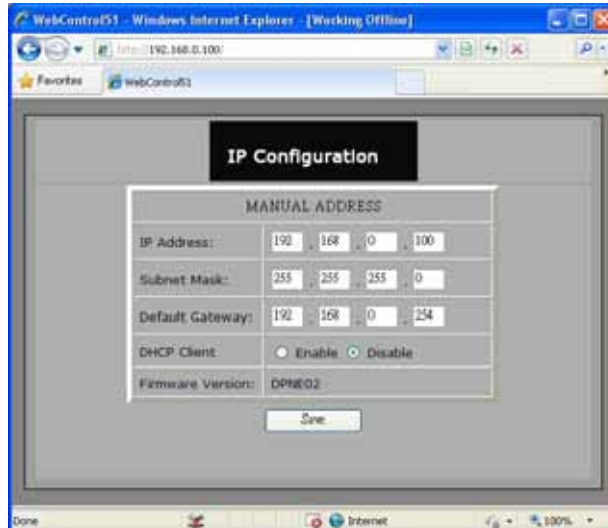 WebControl51 - Windows Internet Explorer - [Working Offline]
http://192.168.0.100/
Favorites WebControl51
IP Configuration
MANUAL ADDRESS
IP Address: 192 . 168 . 0 . 100
Subnet Mask: 255 . 255 . 255 . 0
Default Gateway: 192 . 168 . 0 . 254
DHCP Client Enable Disable
Firmware Version: DPNE02
Save
Done Internet 100%